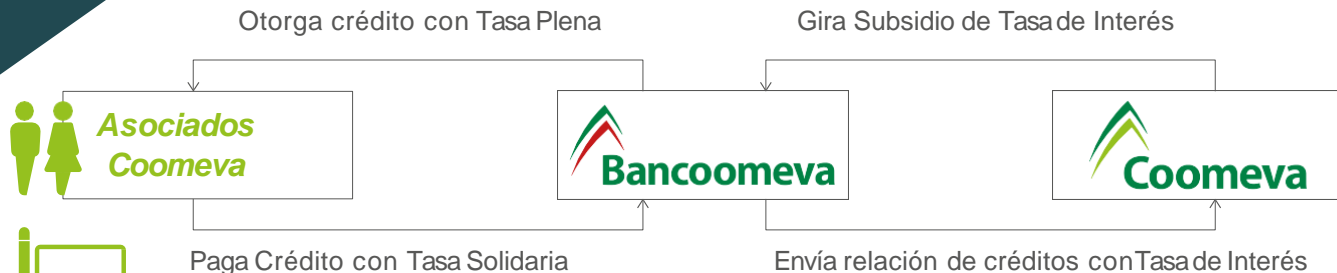 Otorga crédito con Tasa Plena
Gira Subsidio de Tasa de Interés
Asociados
Coomeva
Bancoomeva
Coomeva
Paga Crédito con Tasa Solidaria
Envía relación de créditos con Tasa de Interés